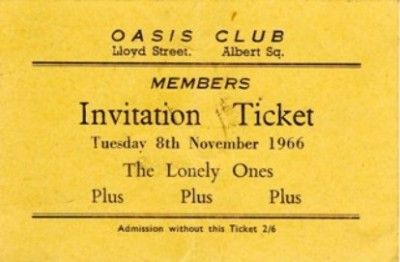 OASIS CLUB
Lloyd Street. Albert Sq.
MEMBERS
Invitation Ticket
Tuesday 8th November 1966
The Lonely Ones
Plus Plus Plus
Admission without this Ticket 2/6